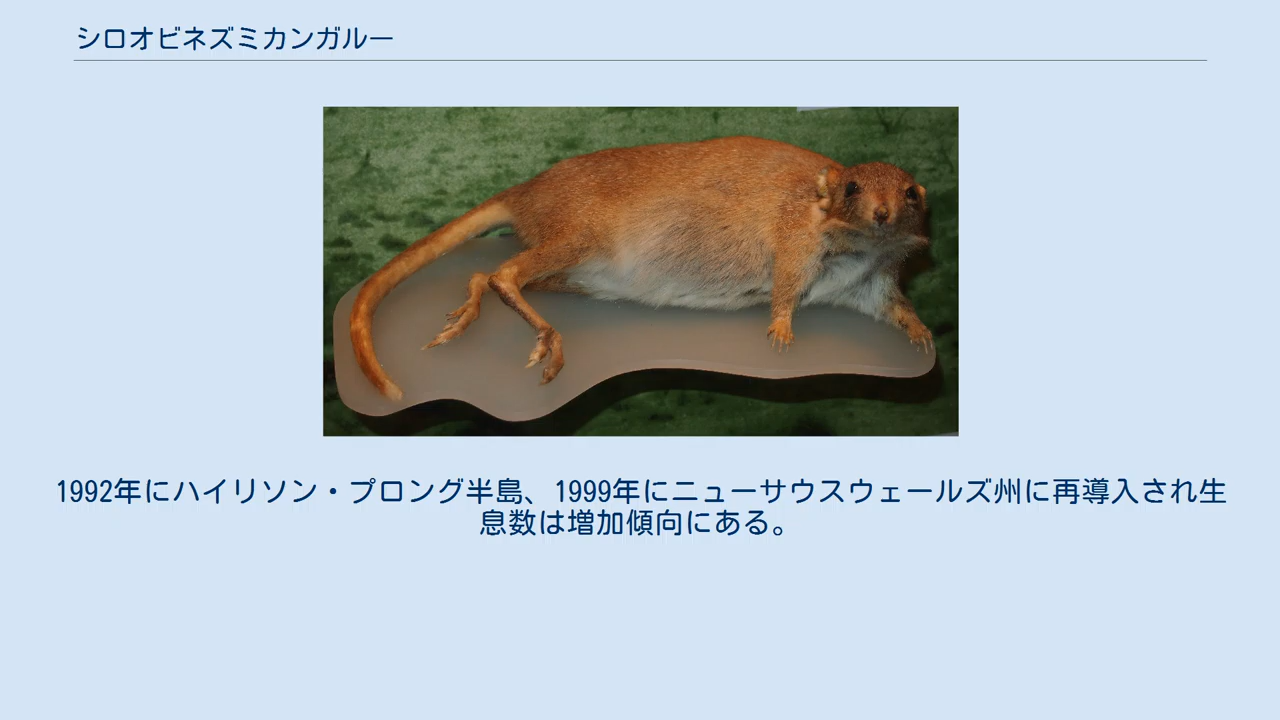 シロオビネズミカンガルー
1992年にハイリソン・プロング半島、1999年にニューサウスウェールズ州に再導入され生
息数は増加傾向にある。